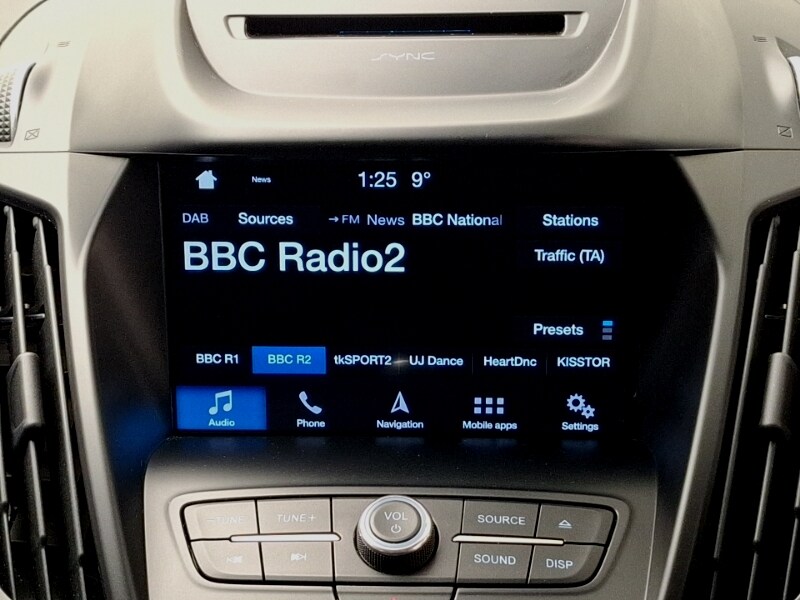 SYNC
News 1:25 9°
DAB Sources → FM News BBC National Stations
BBC Radio2 Traffic (TA)
Presets
BBC R1 BBC R2 tkSPORT2 UJ Dance HeartDnc KISSTOR
Audio Phone Navigation Mobile apps Settings
-TUNE TUNE+ VOL SOURCE
SOUND DISP